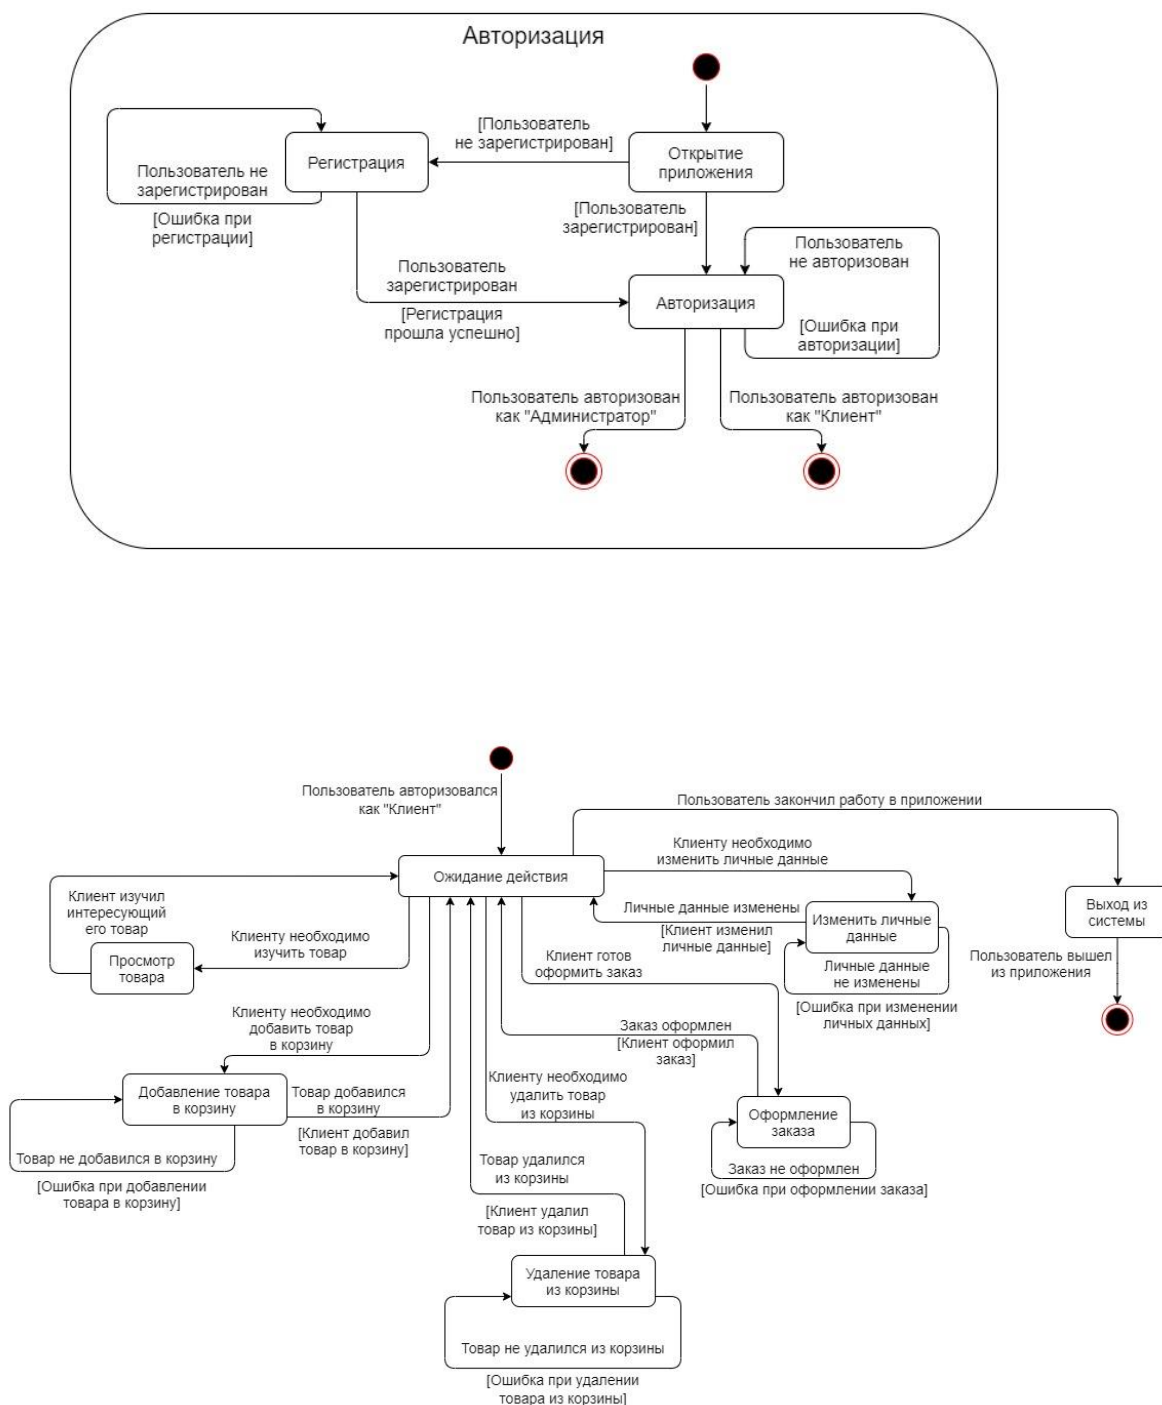 Авторизация
[Пользователь
не зарегистрирован]
Регистрация
Открытие
приложения
Пользователь не
зарегистрирован
[Ошибка при
регистрации]
[Пользователь
зарегистрирован]
Пользователь
не авторизован
Пользователь
зарегистрирован
[Регистрация
прошла успешно]
Авторизация
[Ошибка при
авторизации]
Пользователь авторизован
как "Администратор"
Пользователь авторизован
как "Клиент"
Пользователь авторизовался
как "Клиент"
Пользователь закончил работу в приложении
Клиенту необходимо
изменить личные данные
Ожидание действия
Клиент изучил
интересующий
его товар
Личные данные изменены
[Клиент изменил
личные данные]
Изменить личные
данные
Выход из
системы
Клиенту необходимо
изучить товар
Просмотр
товара
Клиент готов
оформить заказ
Личные данные
не изменены
[Ошибка при изменении
личных данных]
Пользователь вышел
из приложения
Клиенту необходимо
добавить товар
в корзину
Заказ оформлен
[Клиент оформил
заказ]
Добавление товара
в корзину
Товар добавился
в корзину
[Клиент добавил
товар в корзину]
Клиенту необходимо
удалить товар
из корзины
Оформление
заказа
Товар не добавился в корзину
[Ошибка при добавлении
товара в корзину]
Товар удалился
из корзины
[Клиент удалил
товар из корзины]
Заказ не оформлен
[Ошибка при оформлении заказа]
Удаление товара
из корзины
Товар не удалился из корзины
[Ошибка при удалении
товара из корзины]